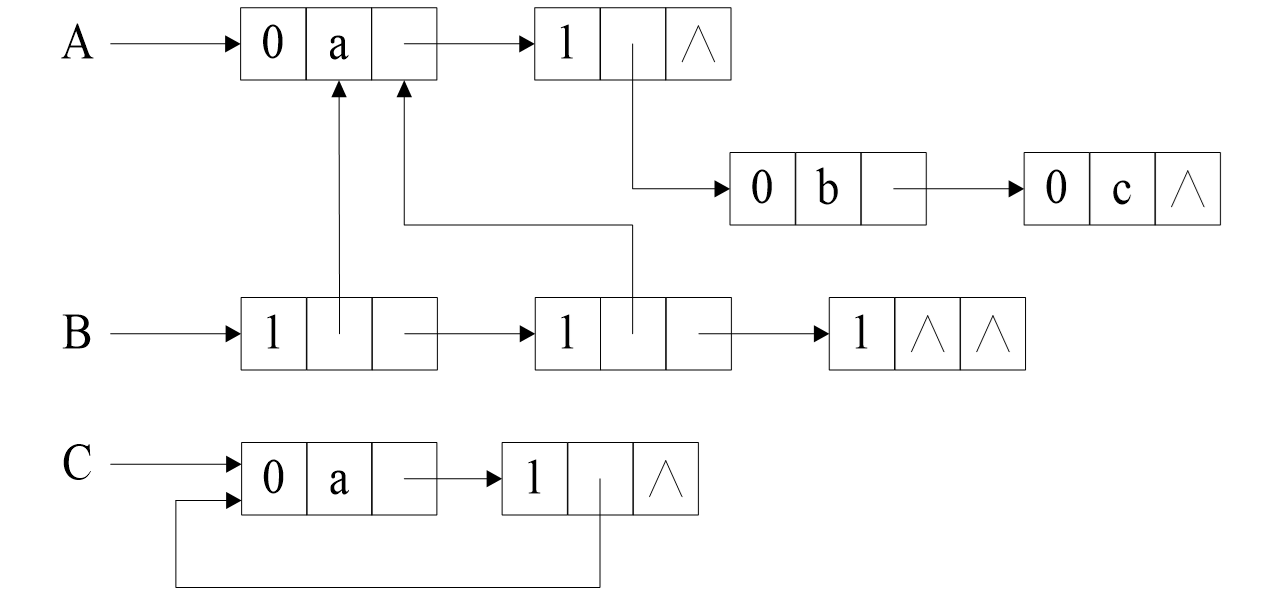 A 0 a 1 ∧
0 b 0 c ∧
B 1 1 1 ∧ ∧
C 0 a 1 ∧